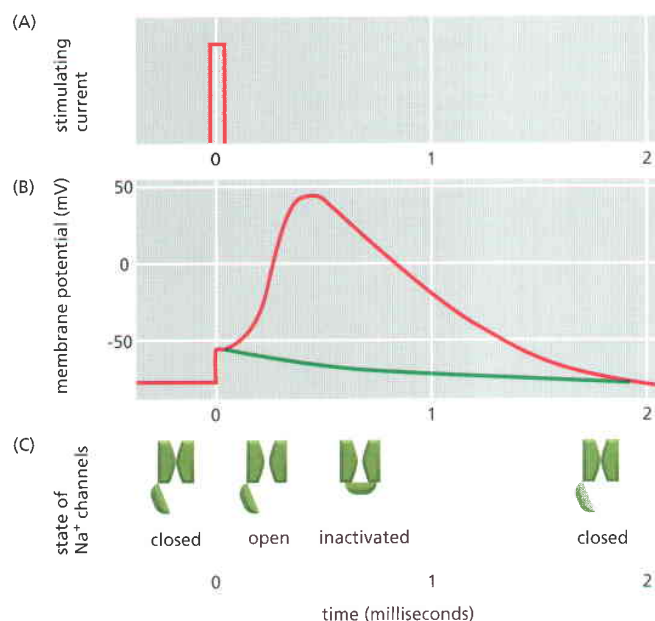 (A)
stimulating
current
0 1 2
(B)
membrane potential (mV)
50
0
-50
0 1 2
(C)
state of
Na⁺ channels
closed open inactivated closed
0 1 2
time (milliseconds)